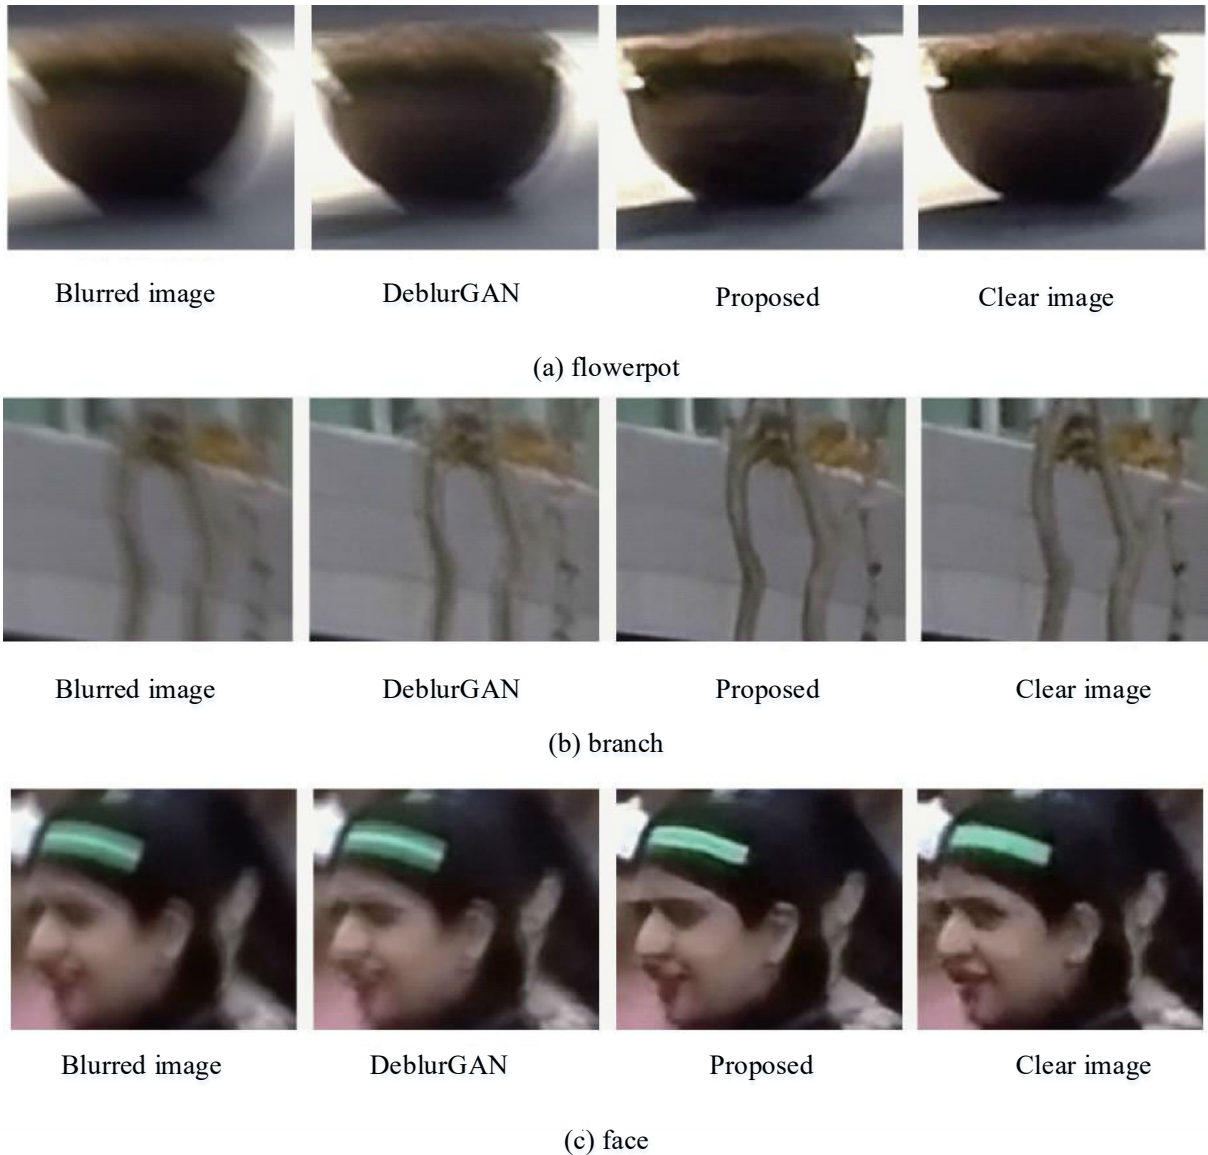 Blurred image DeblurGAN Proposed Clear image
(a) flowerpot
Blurred image DeblurGAN Proposed Clear image
(b) branch
Blurred image DeblurGAN Proposed Clear image
(c) face